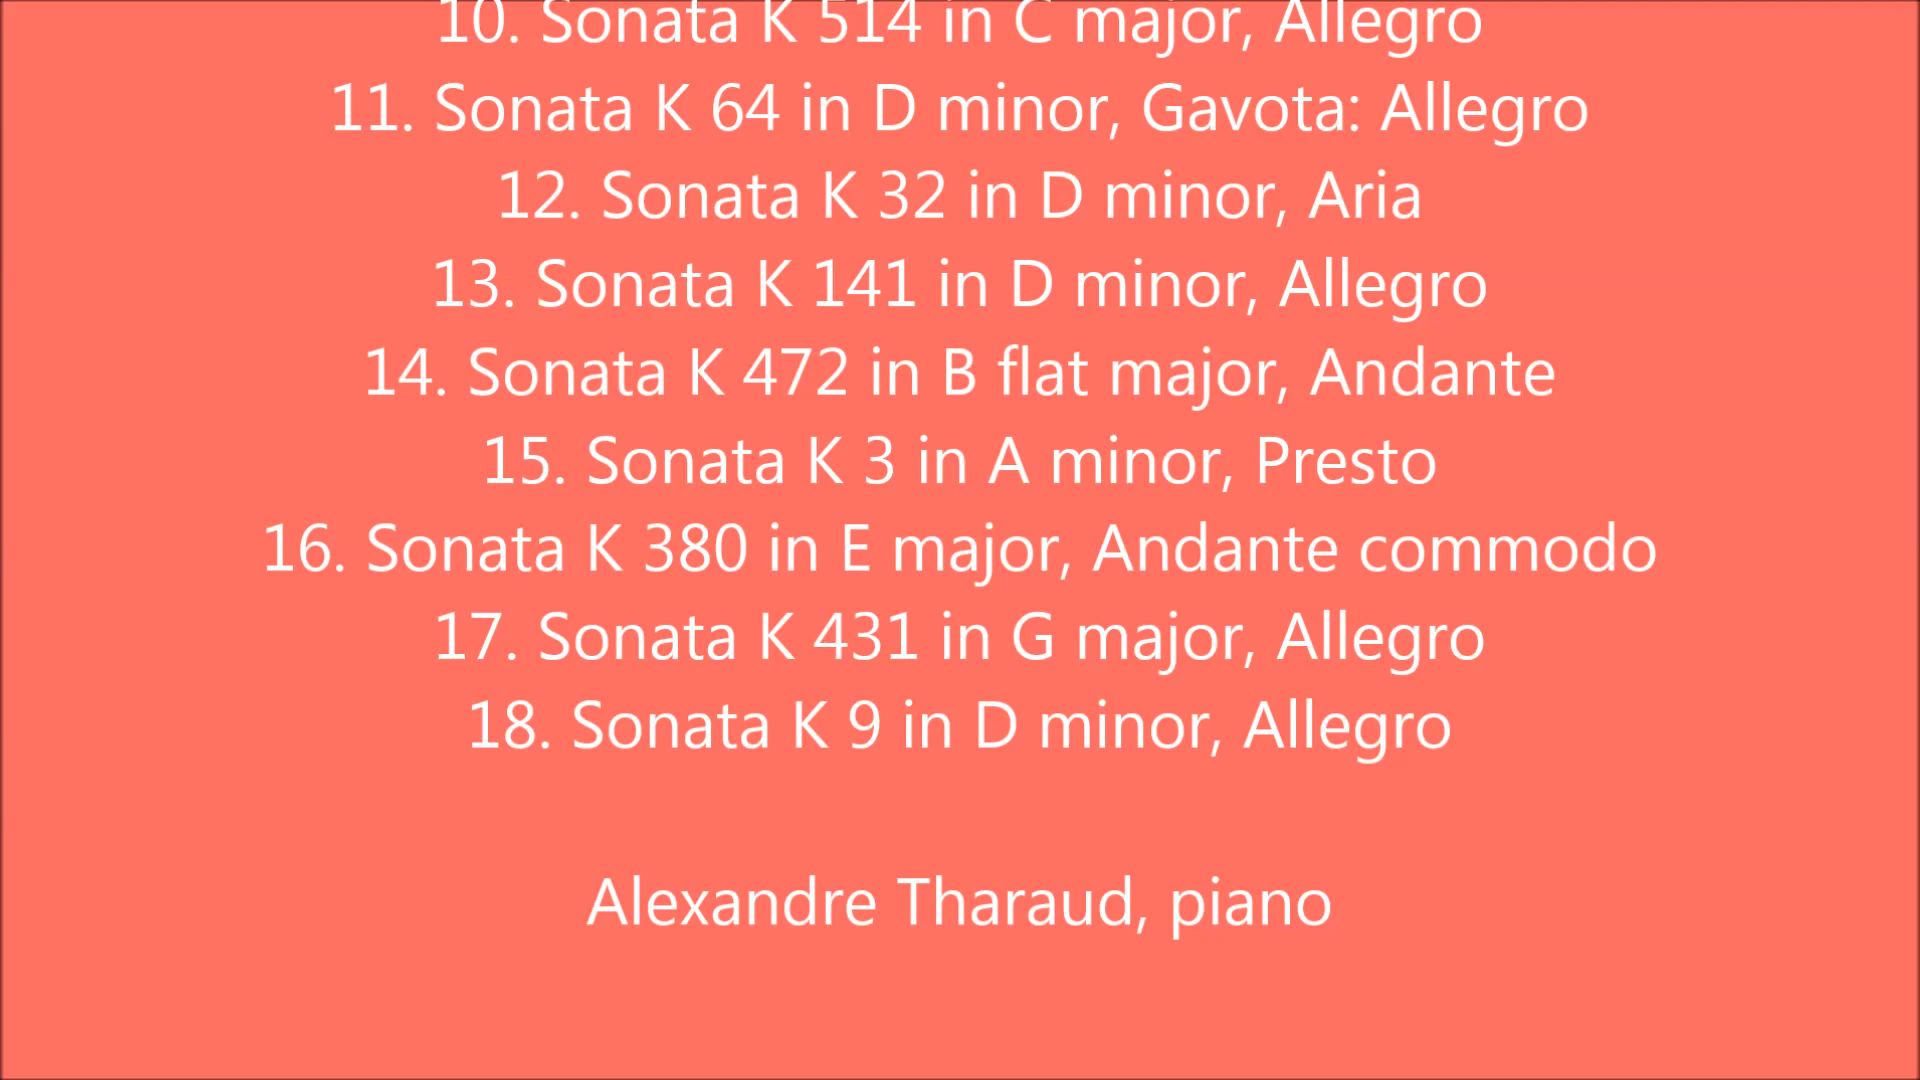 10. Sonata K 514 in C major, Allegro
11. Sonata K 64 in D minor, Gavota: Allegro
12. Sonata K 32 in D minor, Aria
13. Sonata K 141 in D minor, Allegro
14. Sonata K 472 in B flat major, Andante
15. Sonata K 3 in A minor, Presto
16. Sonata K 380 in E major, Andante commodo
17. Sonata K 431 in G major, Allegro
18. Sonata K 9 in D minor, Allegro
Alexandre Tharaud, piano